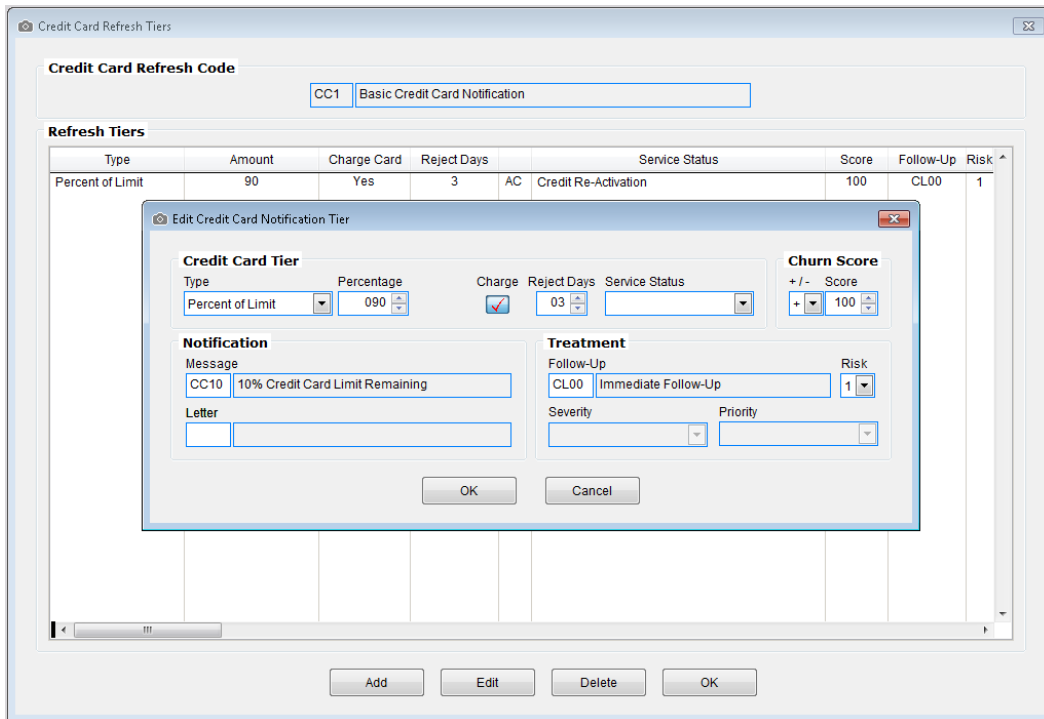 Credit Card Refresh Tiers
Credit Card Refresh Code
CC1 Basic Credit Card Notification
Refresh Tiers
Type Amount Charge Card Reject Days Service Status Score Follow-Up Risk
Percent of Limit 90 Yes 3 AC Credit Re-Activation 100 CL00 1
Edit Credit Card Notification Tier
Credit Card Tier Churn Score
Type Percentage Charge Reject Days Service Status +/- Score
Percent of Limit 090 03 + 100
Notification Treatment
Message Follow-Up Risk
CC10 10% Credit Card Limit Remaining CL00 Immediate Follow-Up 1
Letter Severity Priority
OK Cancel
Add Edit Delete OK